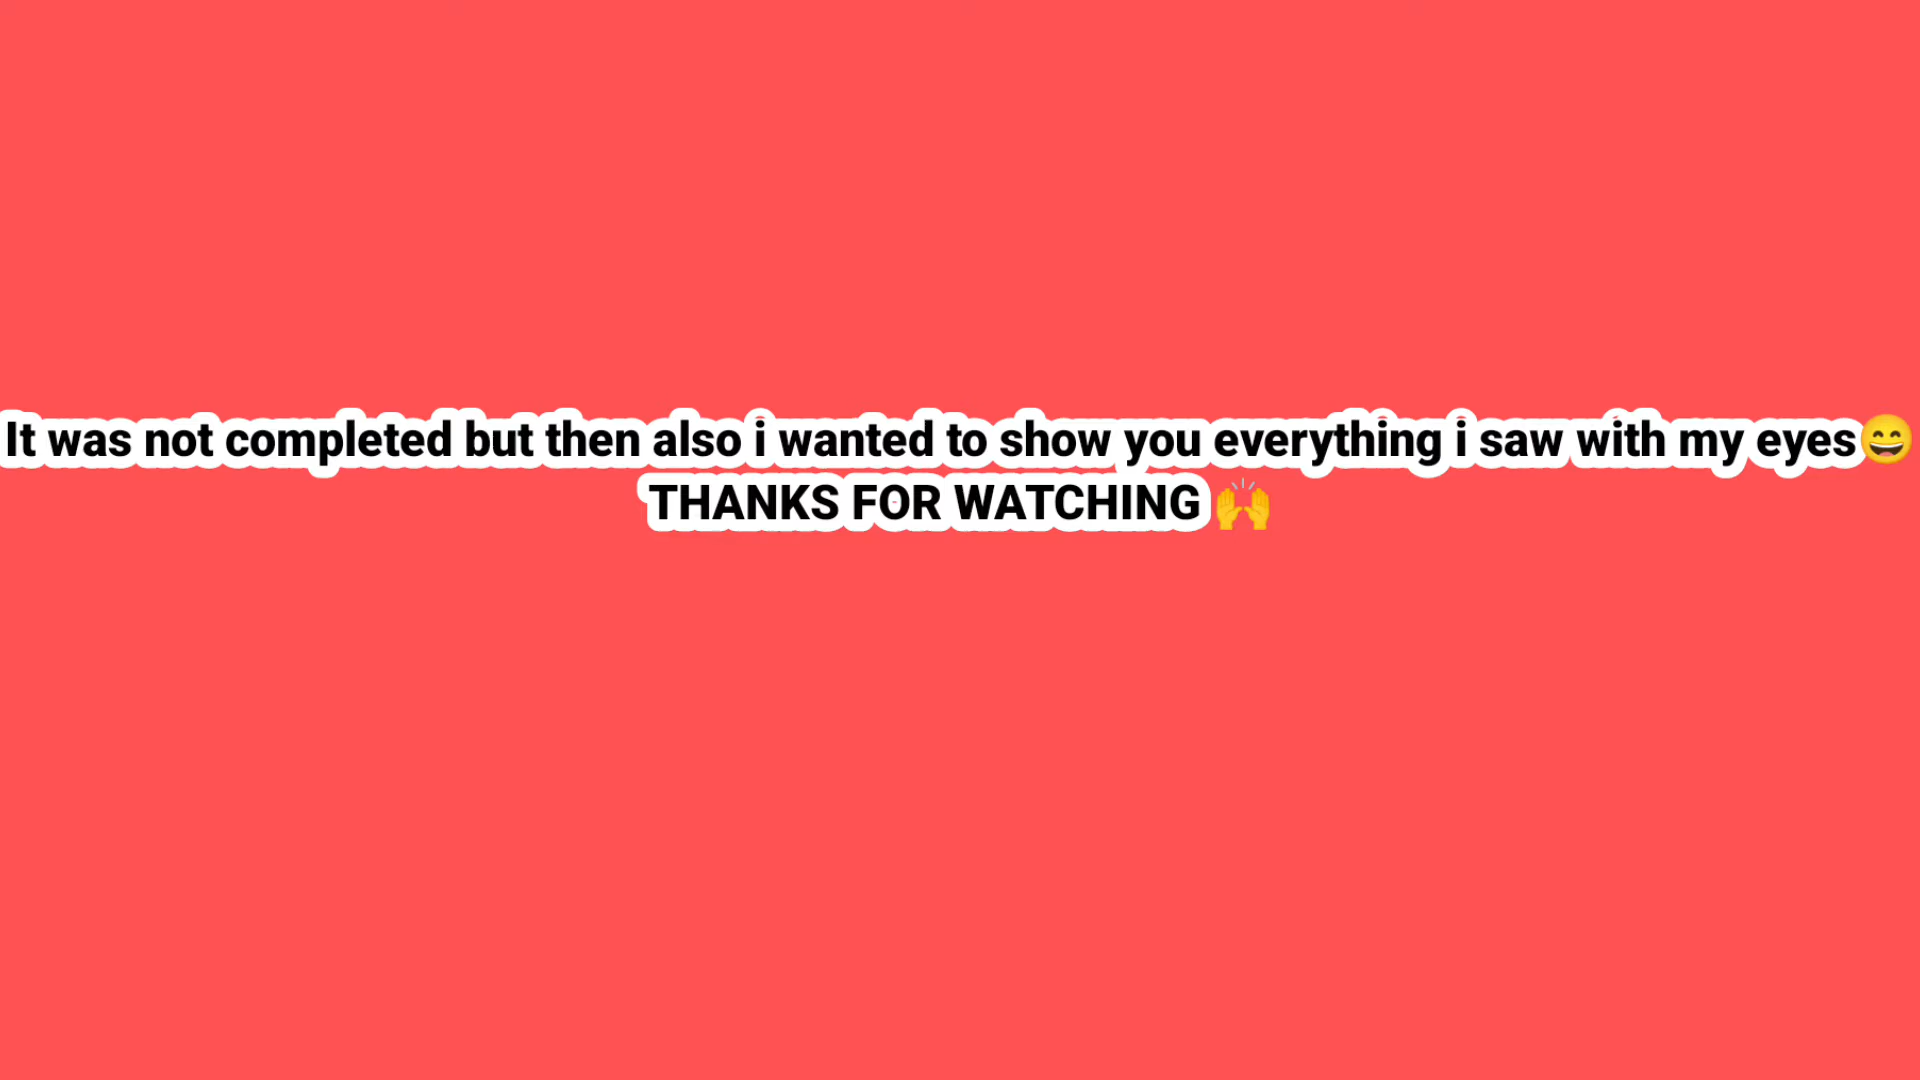 It was not completed but then also i wanted to show you everything i saw with my eyes😄
THANKS FOR WATCHING 🙌